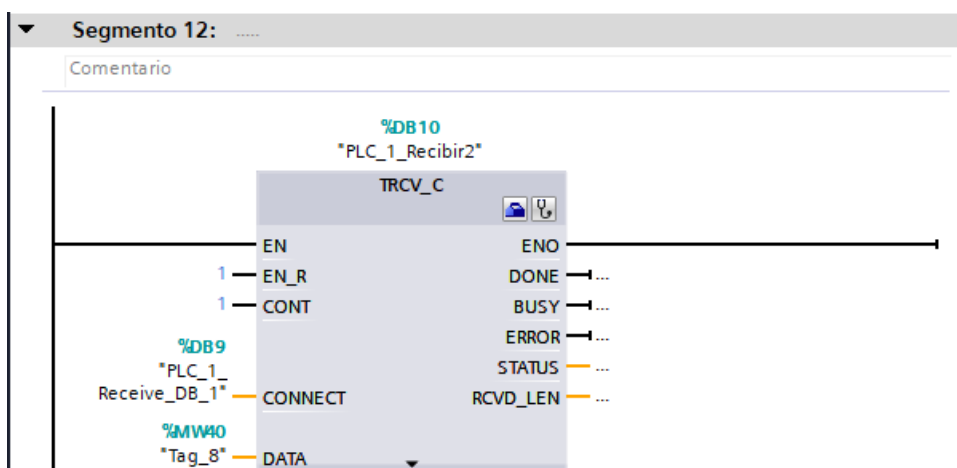 Segmento 12: .....
Comentario
%DB10
"PLC_1_Recibir2"
TRCV_C
EN ENO
1 EN_R DONE ...
1 CONT BUSY ...
ERROR ...
%DB9
"PLC_1_
STATUS ...
Receive_DB_1" CONNECT RCVD_LEN ...
%MW40
"Tag_8" DATA